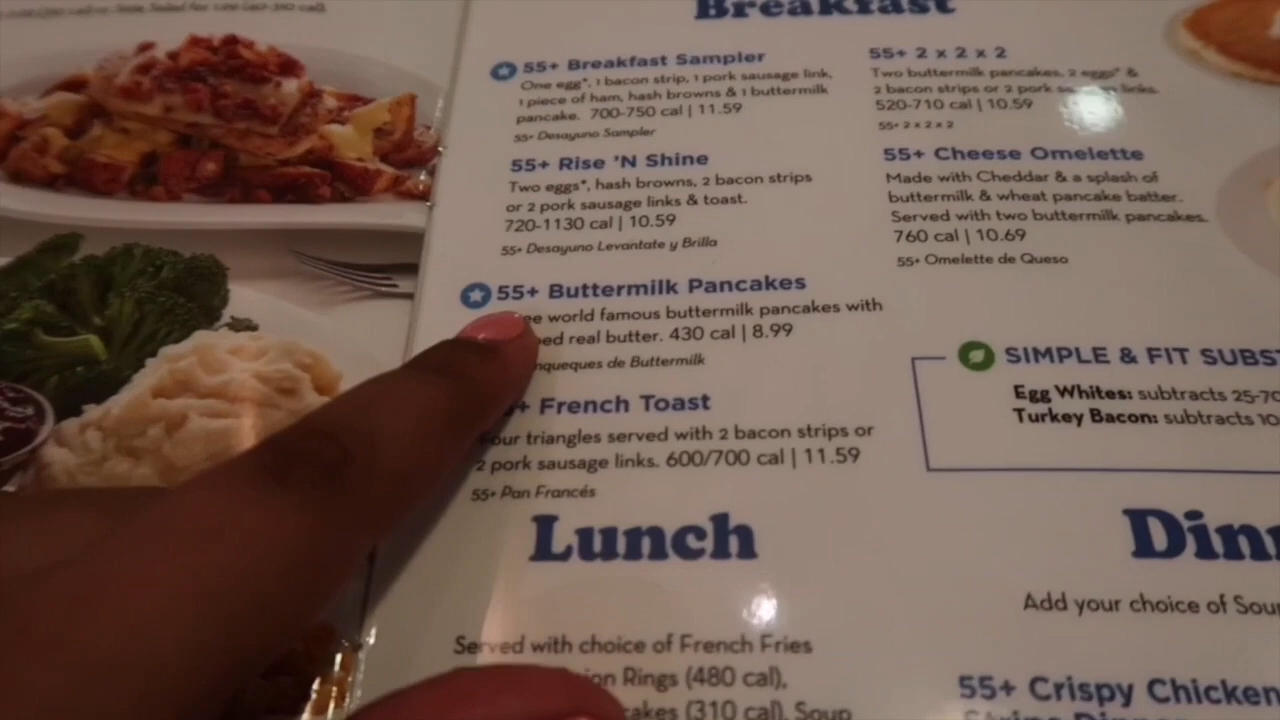 Breakfast
55+ Breakfast Sampler
One egg*, 1 bacon strip, 1 pork sausage link,
1 piece of ham, hash browns & 1 buttermilk
pancake. 700-750 cal | 11.59
55+ Desayuno Sampler
55+ Rise 'N Shine
Two eggs*, hash browns, 2 bacon strips
or 2 pork sausage links & toast.
720-1130 cal | 10.59
55+ Desayuno Levantate y Brilla
55+ Buttermilk Pancakes
world famous buttermilk pancakes with
real butter. 430 cal | 8.99
de Buttermilk
French Toast
triangles served with 2 bacon strips or
2 pork sausage links. 600/700 cal | 11.59
55+ Pan Francés
55+ 2 x 2 x 2
Two buttermilk pancakes, 2 eggs* &
2 bacon strips or 2 pork sausage links.
520-710 cal | 10.59
55+ 2 x 2 x 2
55+ Cheese Omelette
Made with Cheddar & a splash of
buttermilk & wheat pancake batter.
Served with two buttermilk pancakes.
760 cal | 10.69
55+ Omelette de Queso
SIMPLE & FIT SUBST
Egg Whites: subtracts 25-70
Turkey Bacon: subtracts 10
Lunch
Served with choice of French Fries
Rings (480 cal),
(310 cal), Soup
Dinn
Add your choice of Soup
55+ Crispy Chicken